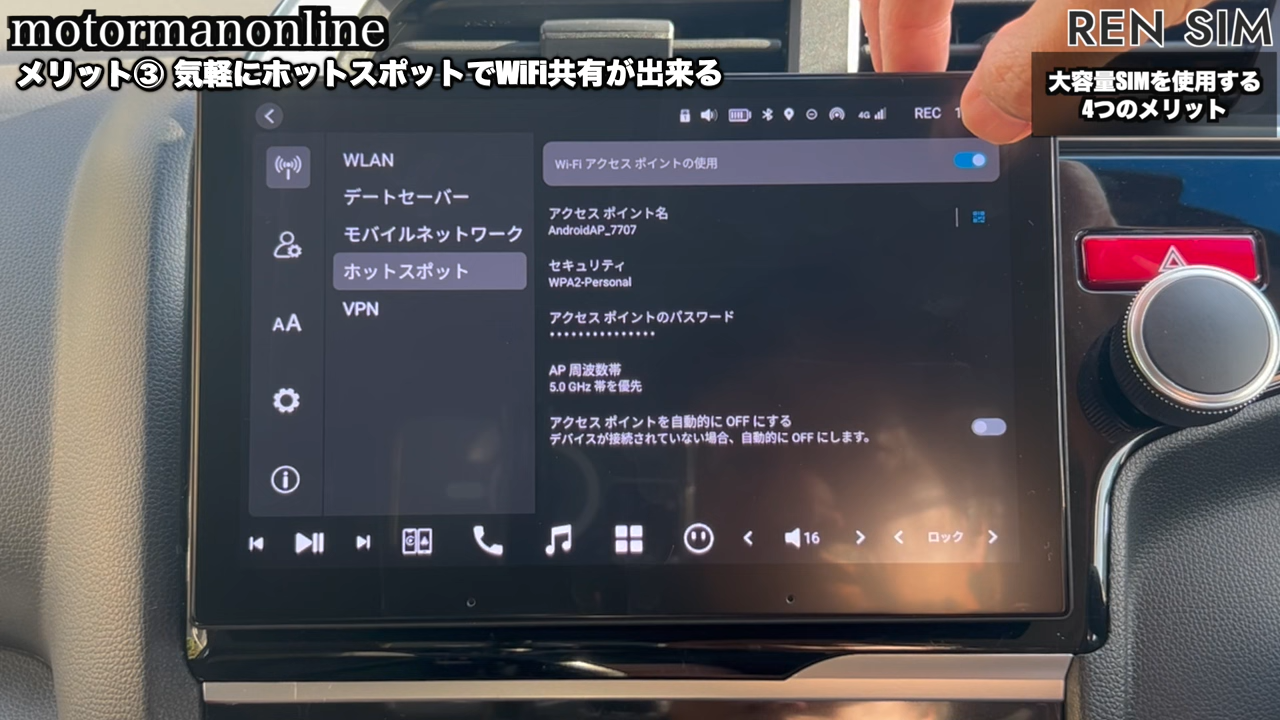 motormanonline
REN SIM
メリット③ 気軽にホットスポットでWiFi共有が出来る
大容量SIMを使用する
4つのメリット
4G
REC
WLAN
デートセーバー
モバイルネットワーク
ホットスポット
VPN
AA
Wi-Fi アクセス ポイントの使用
アクセス ポイント名
AndroidAP_7707
セキュリティ
WPA2-Personal
アクセス ポイントのパスワード
•••••••••••••••
AP 周波数帯
5.0 GHz 帯を優先
アクセス ポイントを自動的に OFF にする
デバイスが接続されていない場合、自動的に OFF にします。
16
ロック